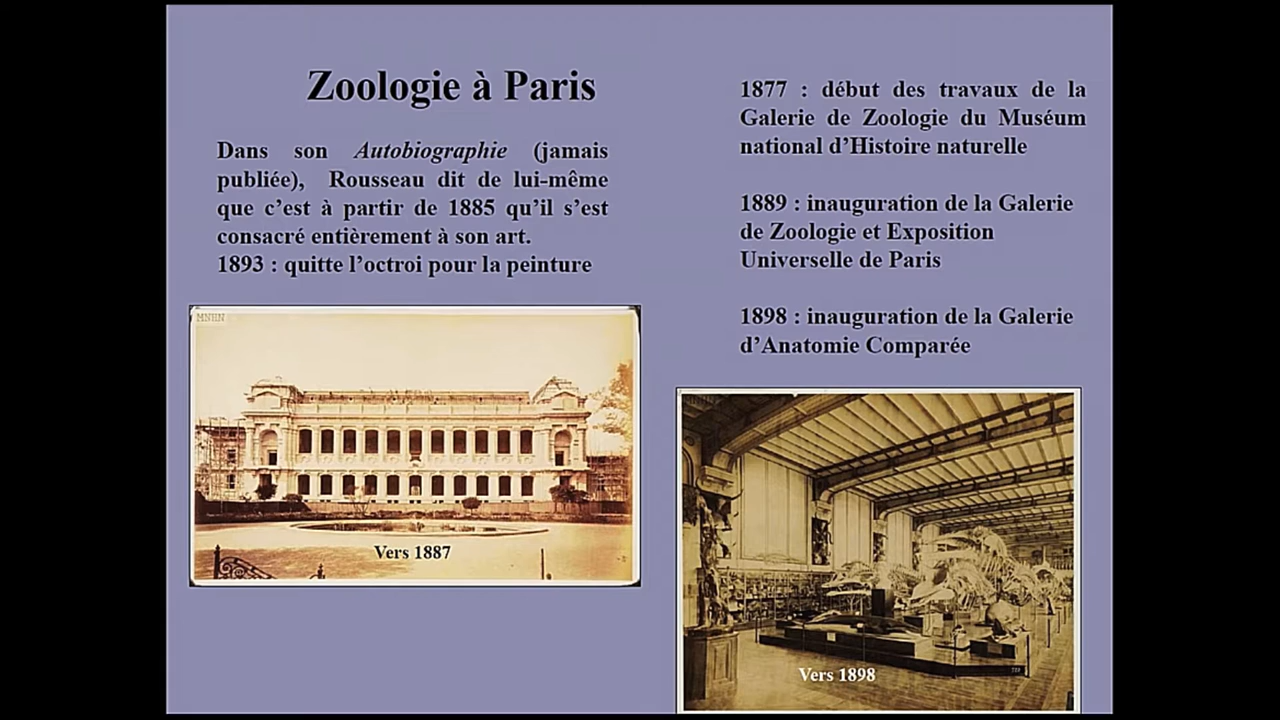 Zoologie à Paris
Dans son Autobiographie (jamais
publiée), Rousseau dit de lui-même
que c’est à partir de 1885 qu’il s’est
consacré entièrement à son art.
1893 : quitte l’octroi pour la peinture
MNHN
Vers 1887
1877 : début des travaux de la
Galerie de Zoologie du Muséum
national d’Histoire naturelle
1889 : inauguration de la Galerie
de Zoologie et Exposition
Universelle de Paris
1898 : inauguration de la Galerie
d’Anatomie Comparée
Vers 1898